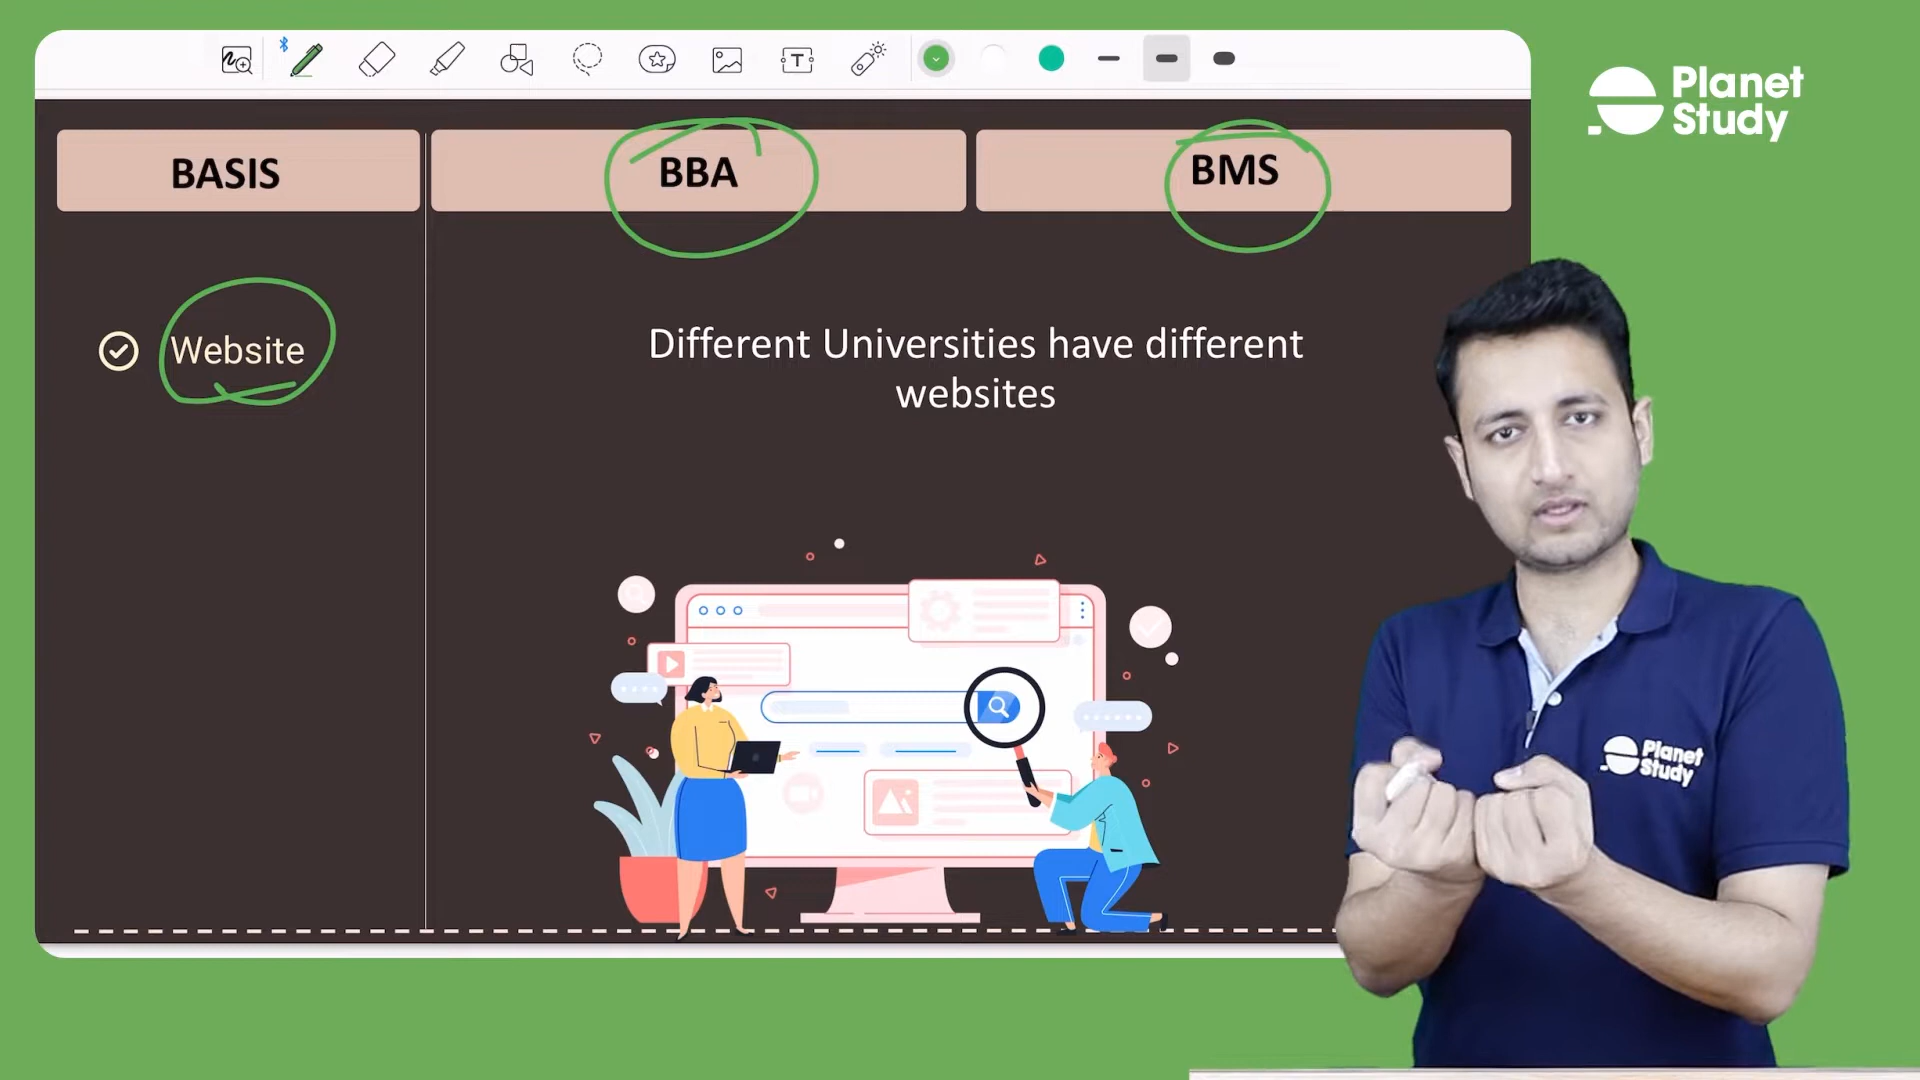 Planet
Study
BASIS
BBA
BMS
Website
Different Universities have different
websites
Planet
Study